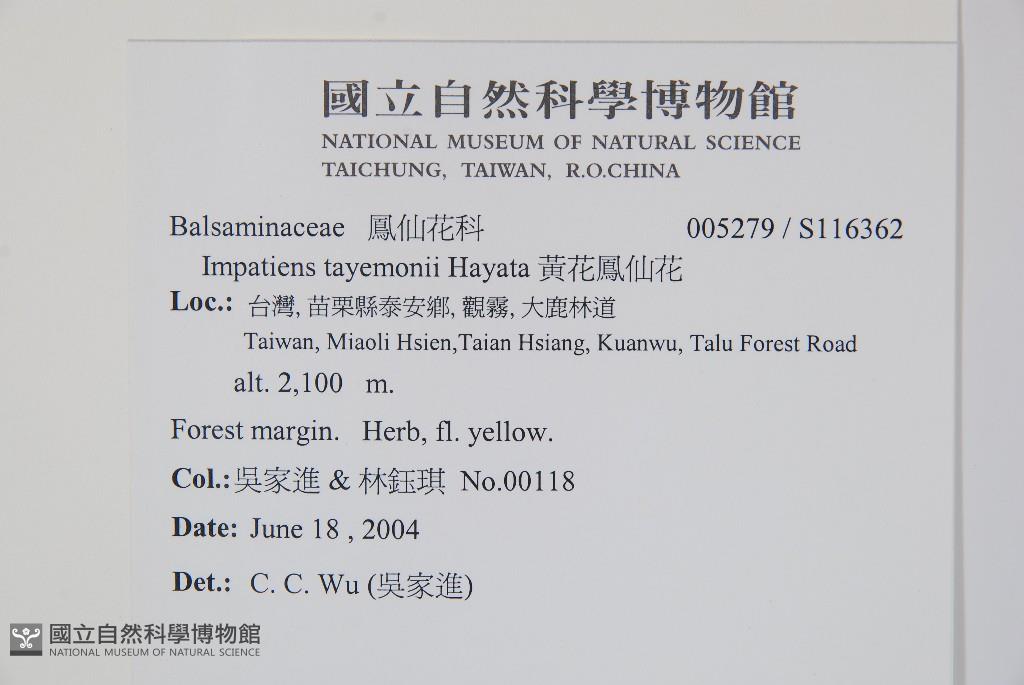 國立自然科學博物館
NATIONAL MUSEUM OF NATURAL SCIENCE
TAICHUNG, TAIWAN, R.O.CHINA
Balsaminaceae 鳳仙花科 005279 / S116362
Impatiens tayemonii Hayata 黃花鳳仙花
Loc.: 台灣, 苗栗縣泰安鄉, 觀霧, 大鹿林道
Taiwan, Miaoli Hsien,Taian Hsiang, Kuanwu, Talu Forest Road
alt. 2,100 m.
Forest margin. Herb, fl. yellow.
Col.:吳家進 & 林鈺琪 No.00118
Date: June 18 , 2004
Det.: C. C. Wu (吳家進)
國立自然科學博物館
NATIONAL MUSEUM OF NATURAL SCIENCE